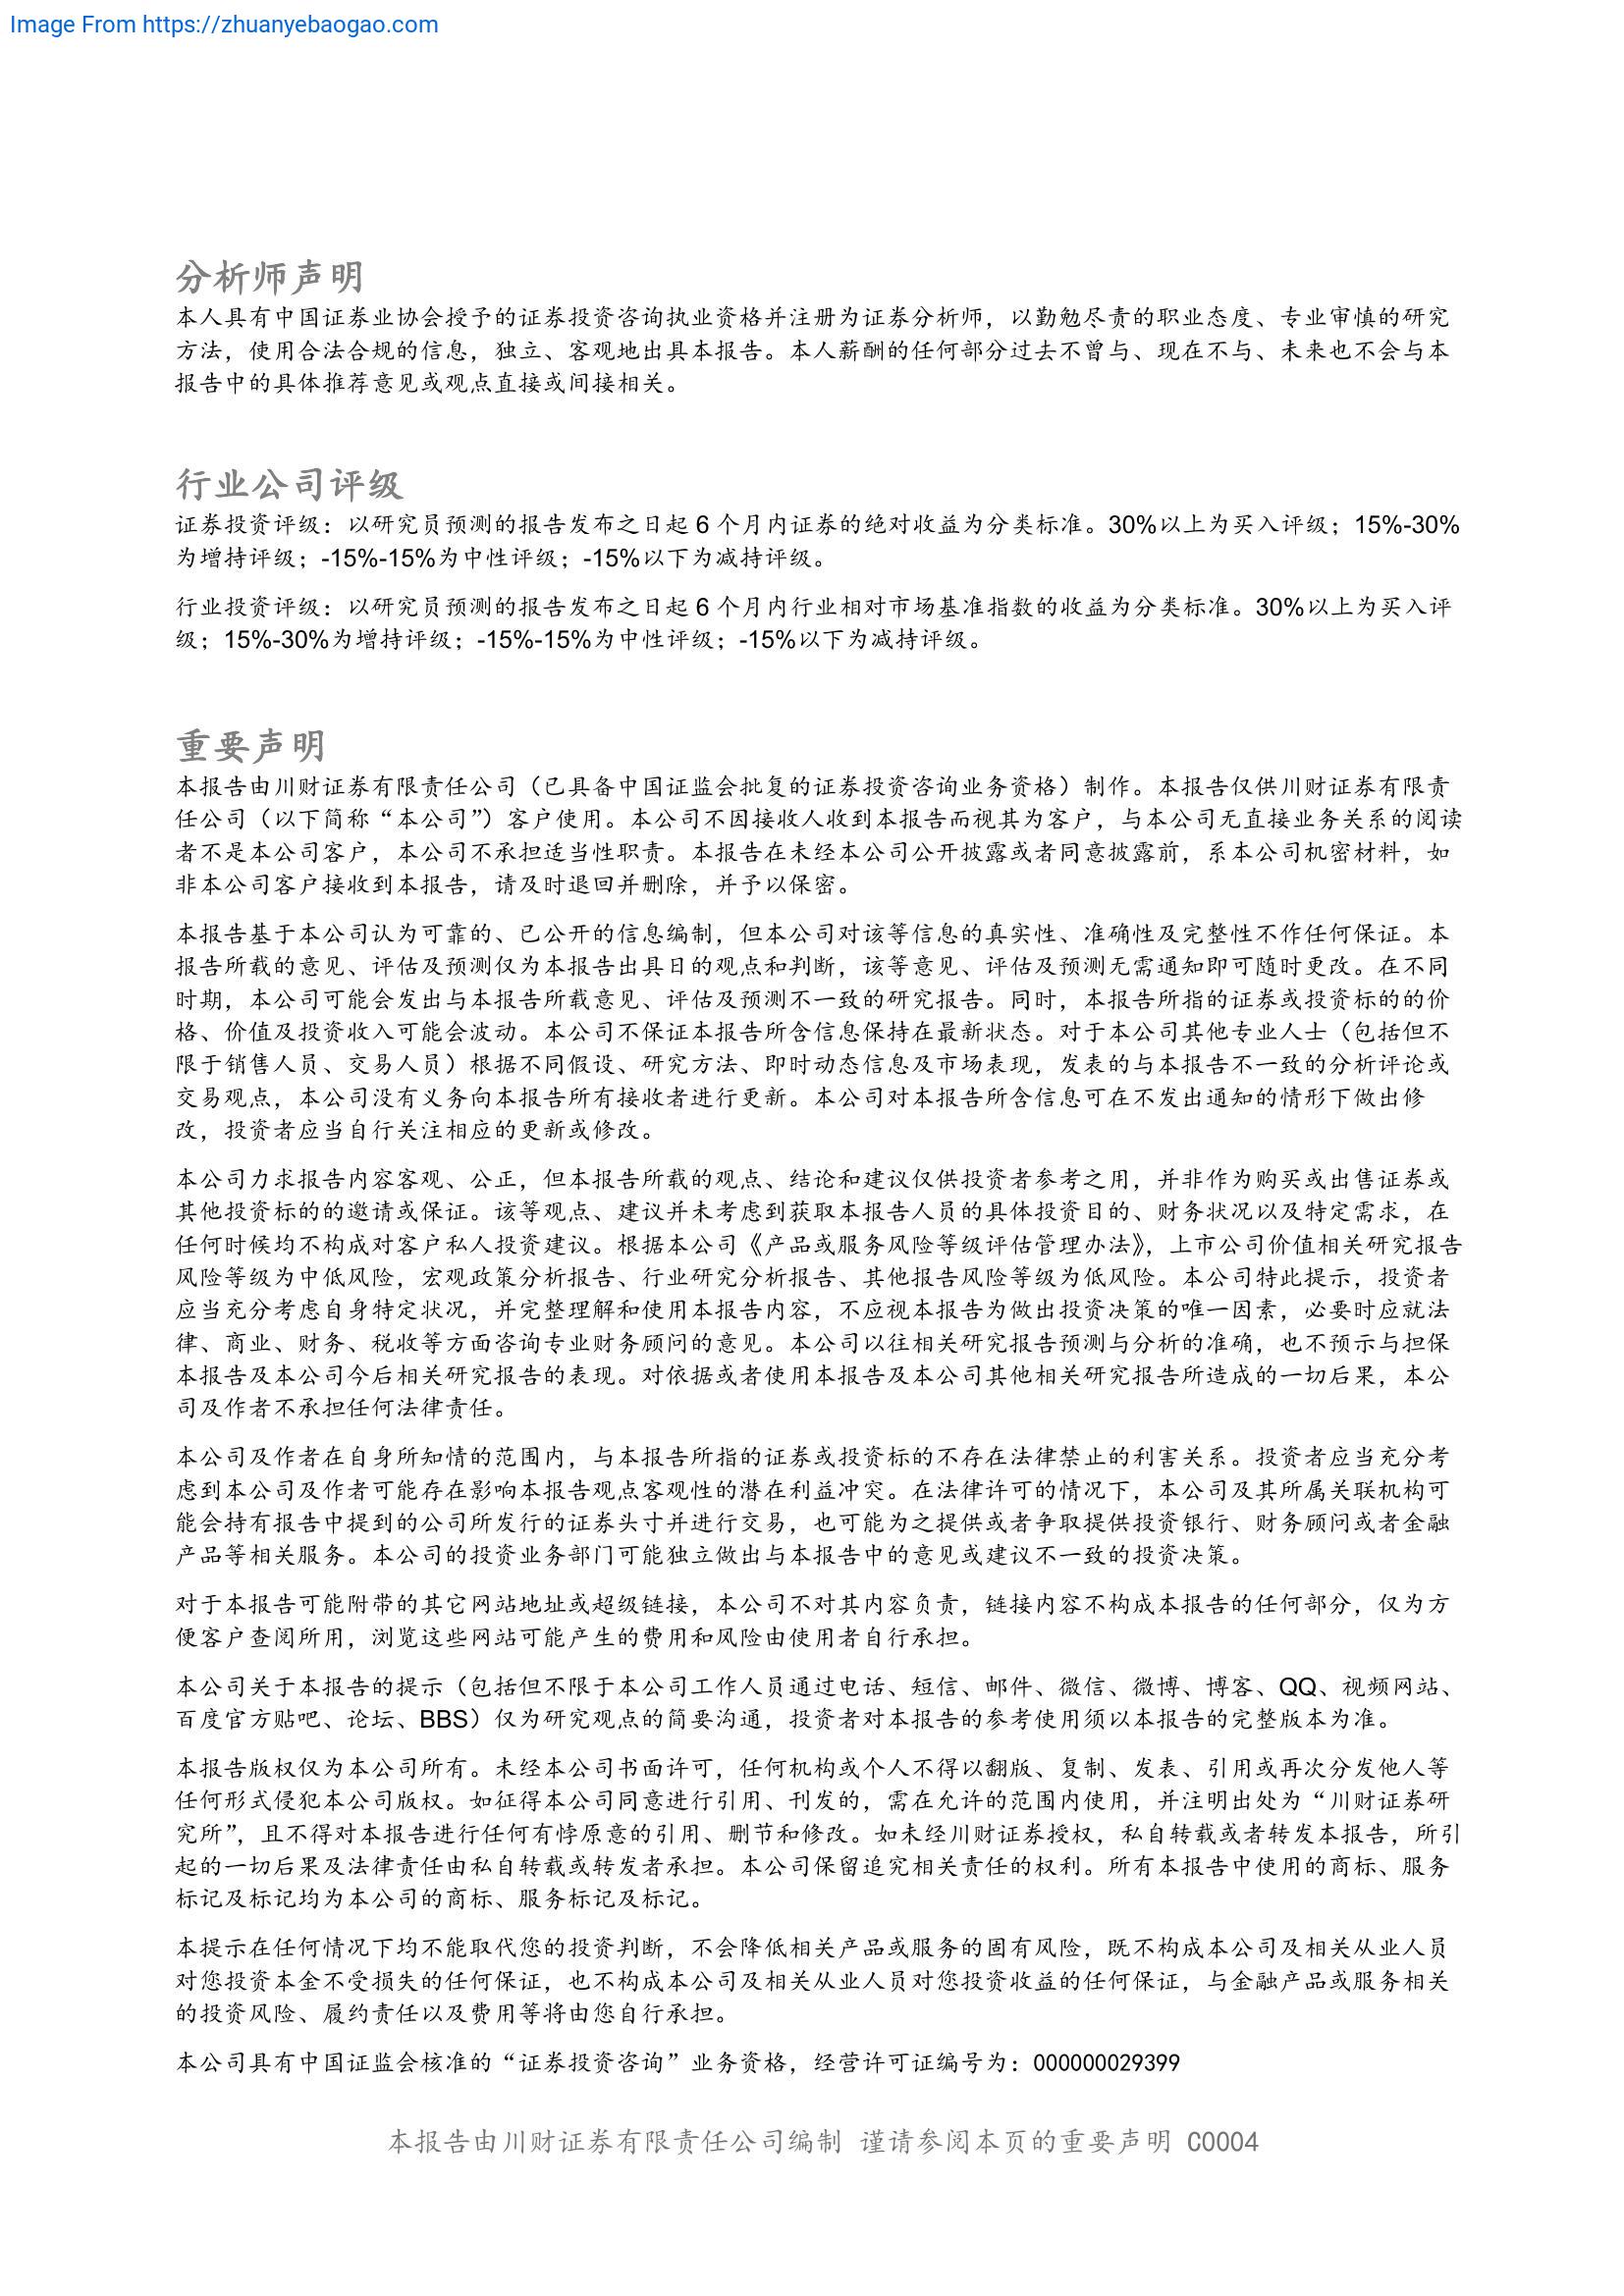 Image From https://zhuanyebaogao.com
分析师声明
本人具有中国证券业协会授予的证券投资咨询执业资格并注册为证券分析师，以勤勉尽责的职业态度、专业审慎的研究
方法，使用合法合规的信息，独立、客观地出具本报告。本人薪酬的任何部分过去不曾与、现在不与、未来也不会与本
报告中的具体推荐意见或观点直接或间接相关。
行业公司评级
证券投资评级：以研究员预测的报告发布之日起 6 个月内证券的绝对收益为分类标准。30%以上为买入评级；15%-30%
为增持评级；-15%-15%为中性评级；-15%以下为减持评级。
行业投资评级：以研究员预测的报告发布之日起 6 个月内行业相对市场基准指数的收益为分类标准。30%以上为买入评
级；15%-30%为增持评级；-15%-15%为中性评级；-15%以下为减持评级。
重要声明
本报告由川财证券有限责任公司（已具备中国证监会批复的证券投资咨询业务资格）制作。本报告仅供川财证券有限责
任公司（以下简称“本公司”）客户使用。本公司不因接收人收到本报告而视其为客户，与本公司无直接业务关系的阅读
者不是本公司客户，本公司不承担适当性职责。本报告在未经本公司公开披露或者同意披露前，系本公司机密材料，如
非本公司客户接收到本报告，请及时退回并删除，并予以保密。
本报告基于本公司认为可靠的、已公开的信息编制，但本公司对该等信息的真实性、准确性及完整性不作任何保证。本
报告所载的意见、评估及预测仅为本报告出具日的观点和判断，该等意见、评估及预测无需通知即可随时更改。在不同
时期，本公司可能会发出与本报告所载意见、评估及预测不一致的研究报告。同时，本报告所指的证券或投资标的的价
格、价值及投资收入可能会波动。本公司不保证本报告所含信息保持在最新状态。对于本公司其他专业人士（包括但不
限于销售人员、交易人员）根据不同假设、研究方法、即时动态信息及市场表现，发表的与本报告不一致的分析评论或
交易观点，本公司没有义务向本报告所有接收者进行更新。本公司对本报告所含信息可在不发出通知的情形下做出修
改，投资者应当自行关注相应的更新或修改。
本公司力求报告内容客观、公正，但本报告所载的观点、结论和建议仅供投资者参考之用，并非作为购买或出售证券或
其他投资标的的邀请或保证。该等观点、建议并未考虑到获取本报告人员的具体投资目的、财务状况以及特定需求，在
任何时候均不构成对客户私人投资建议。根据本公司《产品或服务风险等级评估管理办法》，上市公司价值相关研究报告
风险等级为中低风险，宏观政策分析报告、行业研究分析报告、其他报告风险等级为低风险。本公司特此提示，投资者
应当充分考虑自身特定状况，并完整理解和使用本报告内容，不应视本报告为做出投资决策的唯一因素，必要时应就法
律、商业、财务、税收等方面咨询专业财务顾问的意见。本公司以往相关研究报告预测与分析的准确，也不预示与担保
本报告及本公司今后相关研究报告的表现。对依据或者使用本报告及本公司其他相关研究报告所造成的一切后果，本公
司及作者不承担任何法律责任。
本公司及作者在自身所知情的范围内，与本报告所指的证券或投资标的不存在法律禁止的利害关系。投资者应当充分考
虑到本公司及作者可能存在影响本报告观点客观性的潜在利益冲突。在法律许可的情况下，本公司及其所属关联机构可
能会持有报告中提到的公司所发行的证券头寸并进行交易，也可能为之提供或者争取提供投资银行、财务顾问或者金融
产品等相关服务。本公司的投资业务部门可能独立做出与本报告中的意见或建议不一致的投资决策。
对于本报告可能附带的其它网站地址或超级链接，本公司不对其内容负责，链接内容不构成本报告的任何部分，仅为方
便客户查阅所用，浏览这些网站可能产生的费用和风险由使用者自行承担。
本公司关于本报告的提示（包括但不限于本公司工作人员通过电话、短信、邮件、微信、微博、博客、QQ、视频网站、
百度官方贴吧、论坛、BBS）仅为研究观点的简要沟通，投资者对本报告的参考使用须以本报告的完整版本为准。
本报告版权仅为本公司所有。未经本公司书面许可，任何机构或个人不得以翻版、复制、发表、引用或再次分发他人等
任何形式侵犯本公司版权。如征得本公司同意进行引用、刊发的，需在允许的范围内使用，并注明出处为“川财证券研
究所”，且不得对本报告进行任何有悖原意的引用、删节和修改。如未经川财证券授权，私自转载或者转发本报告，所引
起的一切后果及法律责任由私自转载或转发者承担。本公司保留追究相关责任的权利。所有本报告中使用的商标、服务
标记及标记均为本公司的商标、服务标记及标记。
本提示在任何情况下均不能取代您的投资判断，不会降低相关产品或服务的固有风险，既不构成本公司及相关从业人员
对您投资本金不受损失的任何保证，也不构成本公司及相关从业人员对您投资收益的任何保证，与金融产品或服务相关
的投资风险、履约责任以及费用等将由您自行承担。
本公司具有中国证监会核准的“证券投资咨询”业务资格，经营许可证编号为：000000029399
本报告由川财证券有限责任公司编制 谨请参阅本页的重要声明 C0004